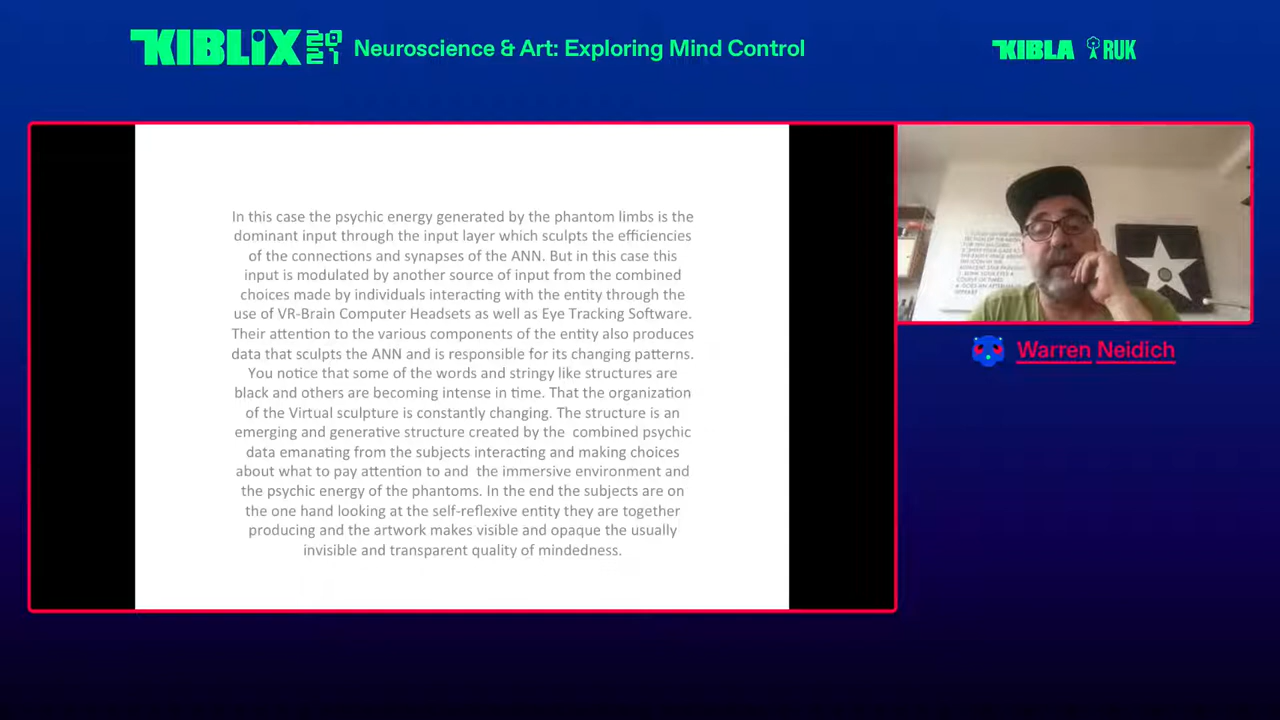 KIBLIX 2021
Neuroscience & Art: Exploring Mind Control
KIBLA RUK
In this case the psychic energy generated by the phantom limbs is the
dominant input through the input layer which sculpts the efficiencies
of the connections and synapses of the ANN. But in this case this
input is modulated by another source of input from the combined
choices made by individuals interacting with the entity through the
use of VR-Brain Computer Headsets as well as Eye Tracking Software.
Their attention to the various components of the entity also produces
data that sculpts the ANN and is responsible for its changing patterns.
You notice that some of the words and stringy like structures are
black and others are becoming intense in time. That the organization
of the Virtual sculpture is constantly changing. The structure is an
emerging and generative structure created by the  combined psychic
data emanating from the subjects interacting and making choices
about what to pay attention to and  the immersive environment and
the psychic energy of the phantoms. In the end the subjects are on
the one hand looking at the self-reflexive entity they are together
producing and the artwork makes visible and opaque the usually
invisible and transparent quality of mindedness.
Warren Neidich